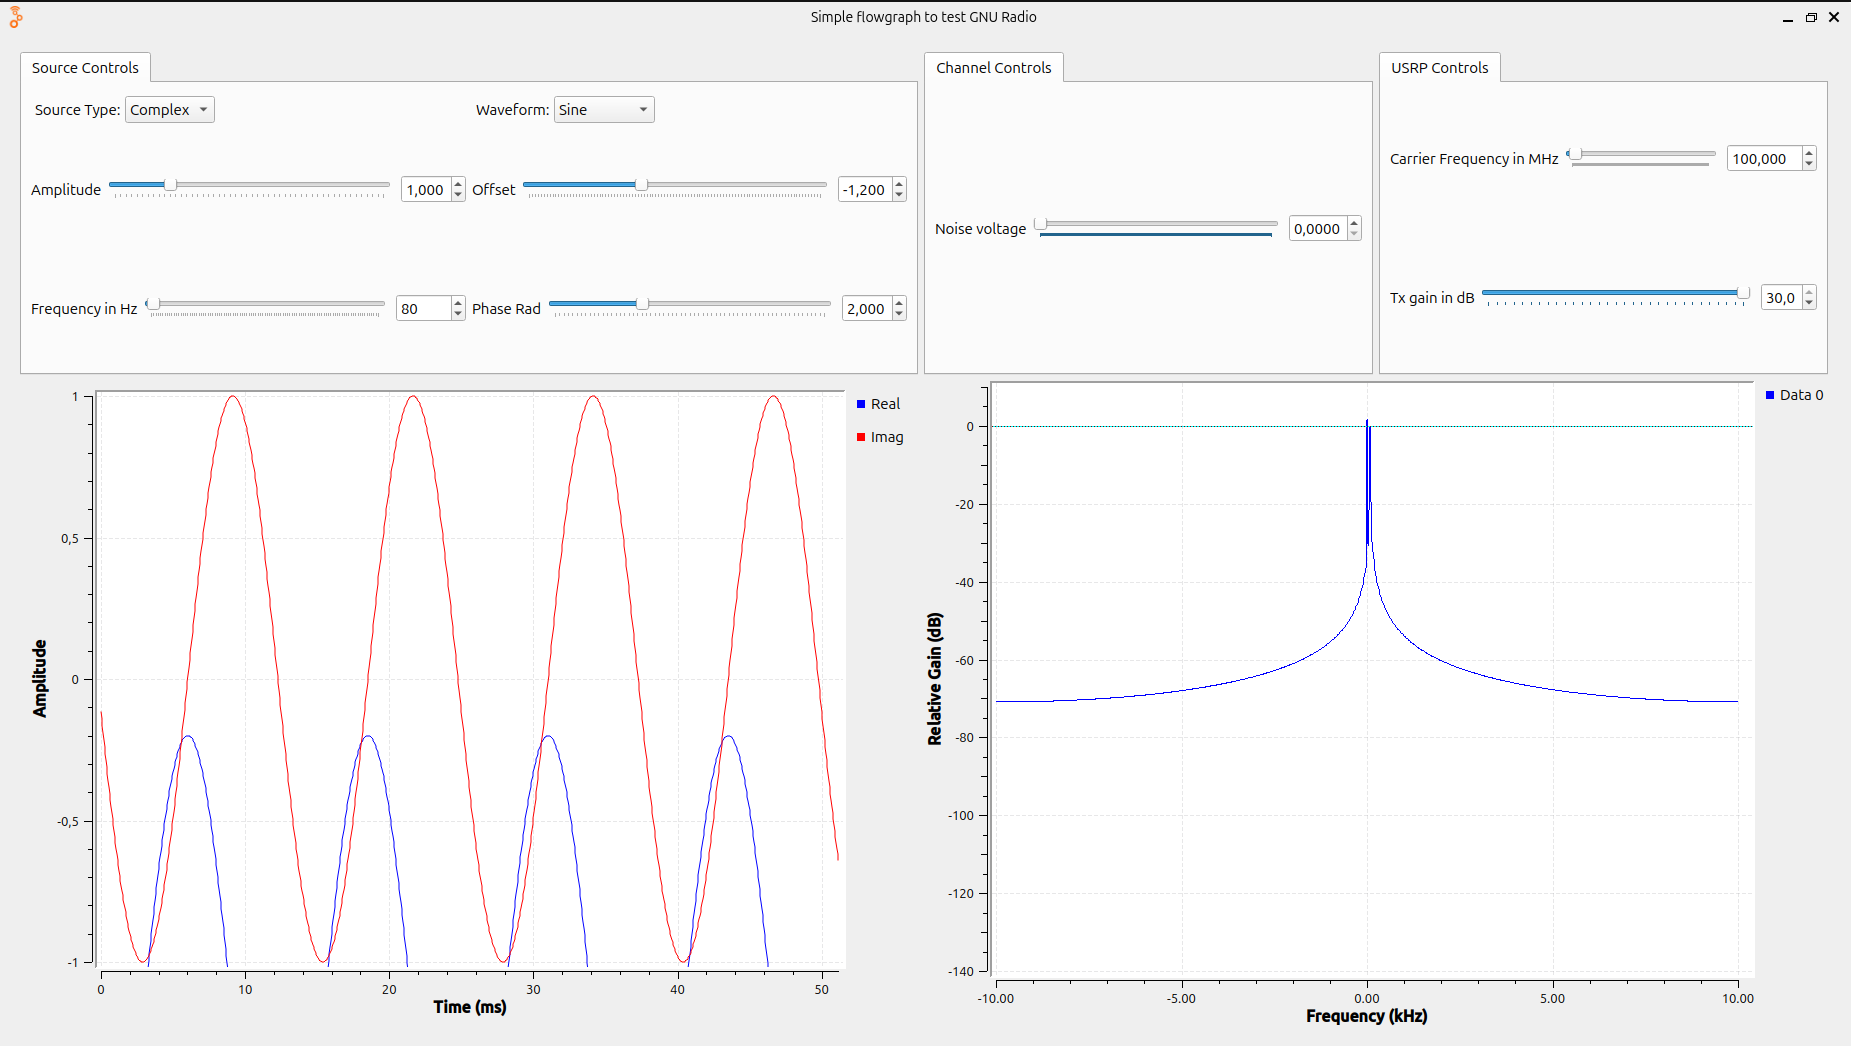 Simple flowgraph to test GNU Radio
Source Controls
Source Type: Complex
Waveform: Sine
Amplitude 1,000
Offset -1,200
Frequency in Hz 80
Phase Rad 2,000
Channel Controls
Noise voltage 0,0000
USRP Controls
Carrier Frequency in MHz 100,000
Tx gain in dB 30,0
1
0,5
0
-0,5
-1
Amplitude
0 10 20 30 40 50
Time (ms)
Real
Imag
0
-20
-40
-60
-80
-100
-120
-140
Relative Gain (dB)
-10.00 -5.00 0.00 5.00 10.00
Frequency (kHz)
Data 0